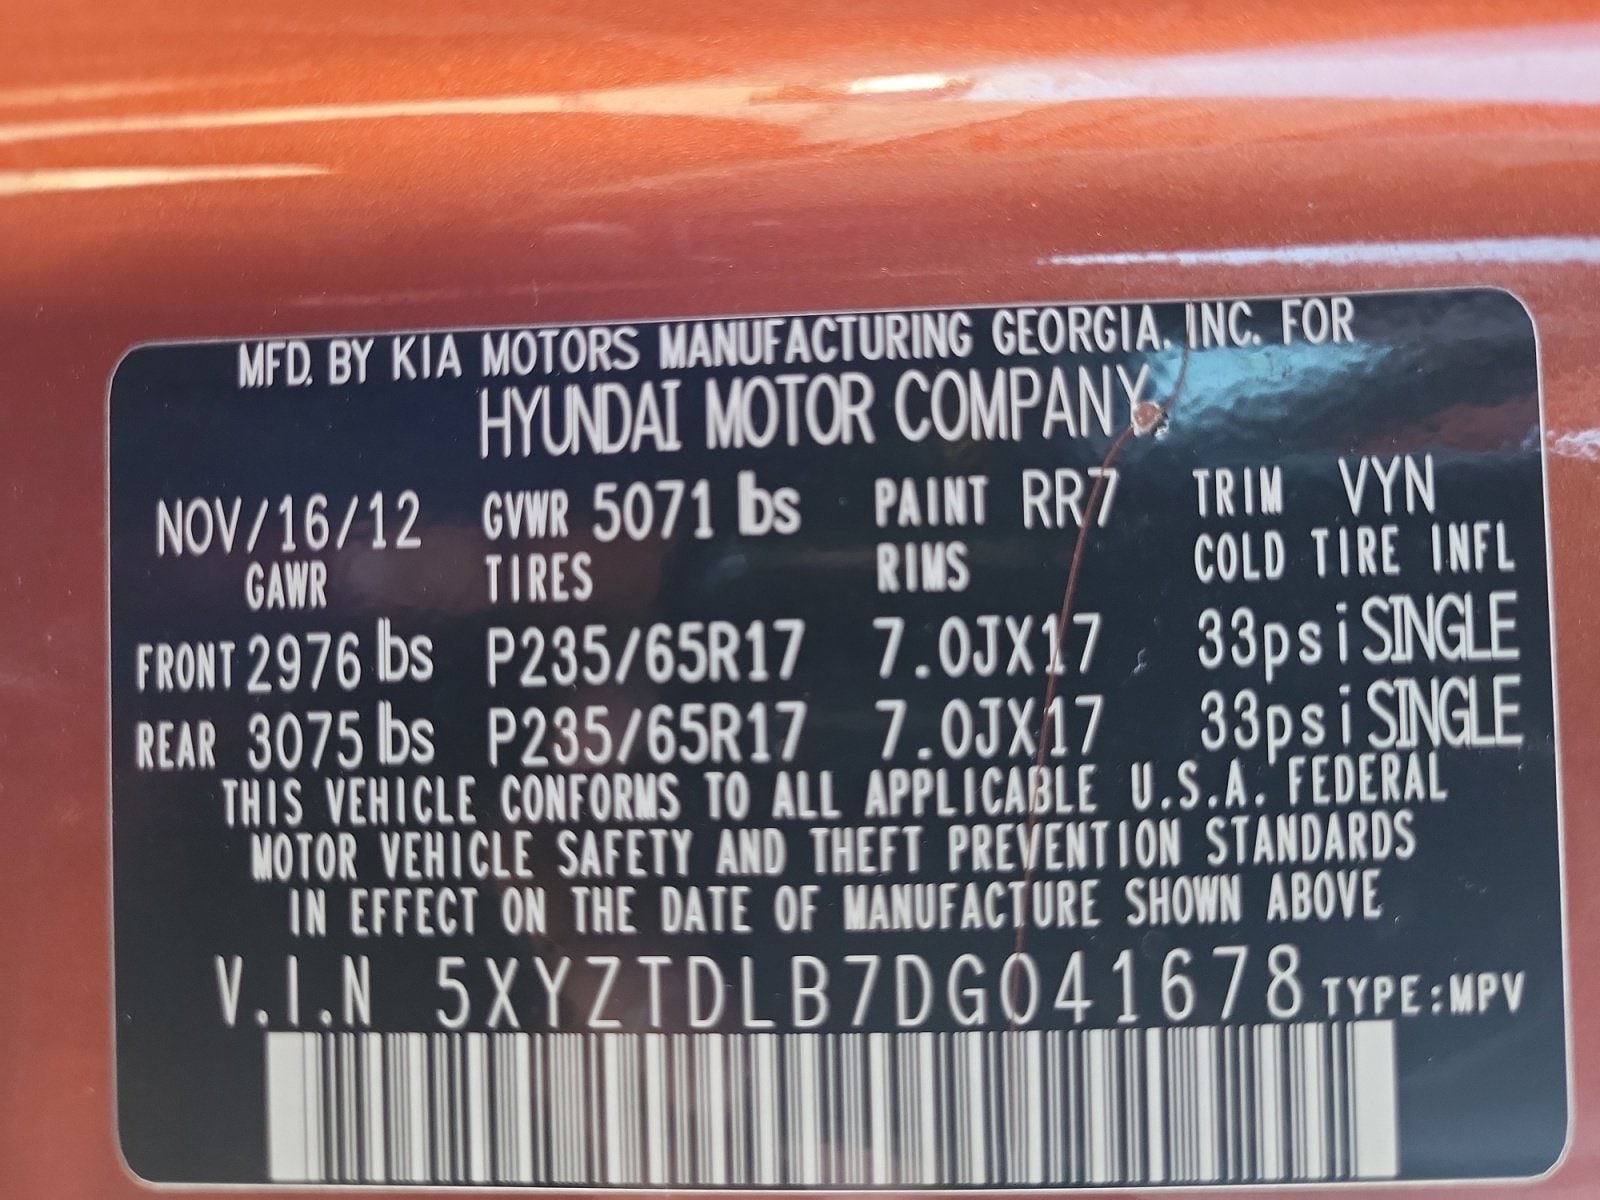 MFD. BY KIA MOTORS MANUFACTURING GEORGIA, INC. FOR
HYUNDAI MOTOR COMPANY
NOV/16/12 GVWR 5071 lbs PAINT RR7 TRIM VYN
GAWR TIRES RIMS COLD TIRE INFL
FRONT 2976 lbs P235/65R17 7.0JX17 33psi SINGLE
REAR 3075 lbs P235/65R17 7.0JX17 33psi SINGLE
THIS VEHICLE CONFORMS TO ALL APPLICABLE U.S.A. FEDERAL
MOTOR VEHICLE SAFETY AND THEFT PREVENTION STANDARDS
IN EFFECT ON THE DATE OF MANUFACTURE SHOWN ABOVE
V.I.N 5XYZTDLB7DG041678 TYPE:MPV